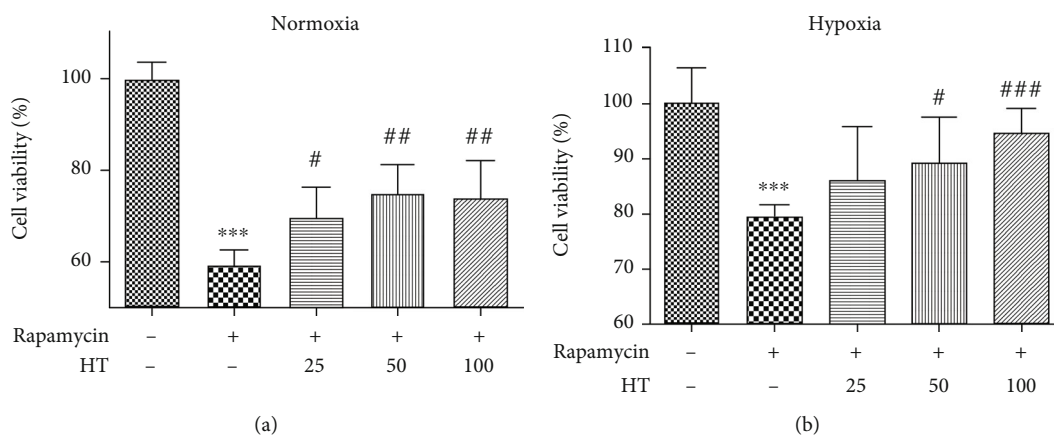 Normoxia
Cell viability (%)
100
80
60
***
#
##
##
Rapamycin – + + + +
HT – – 25 50 100
(a)
Hypoxia
Cell viability (%)
110
100
90
80
70
60
***
#
###
Rapamycin – + + + +
HT – – 25 50 100
(b)